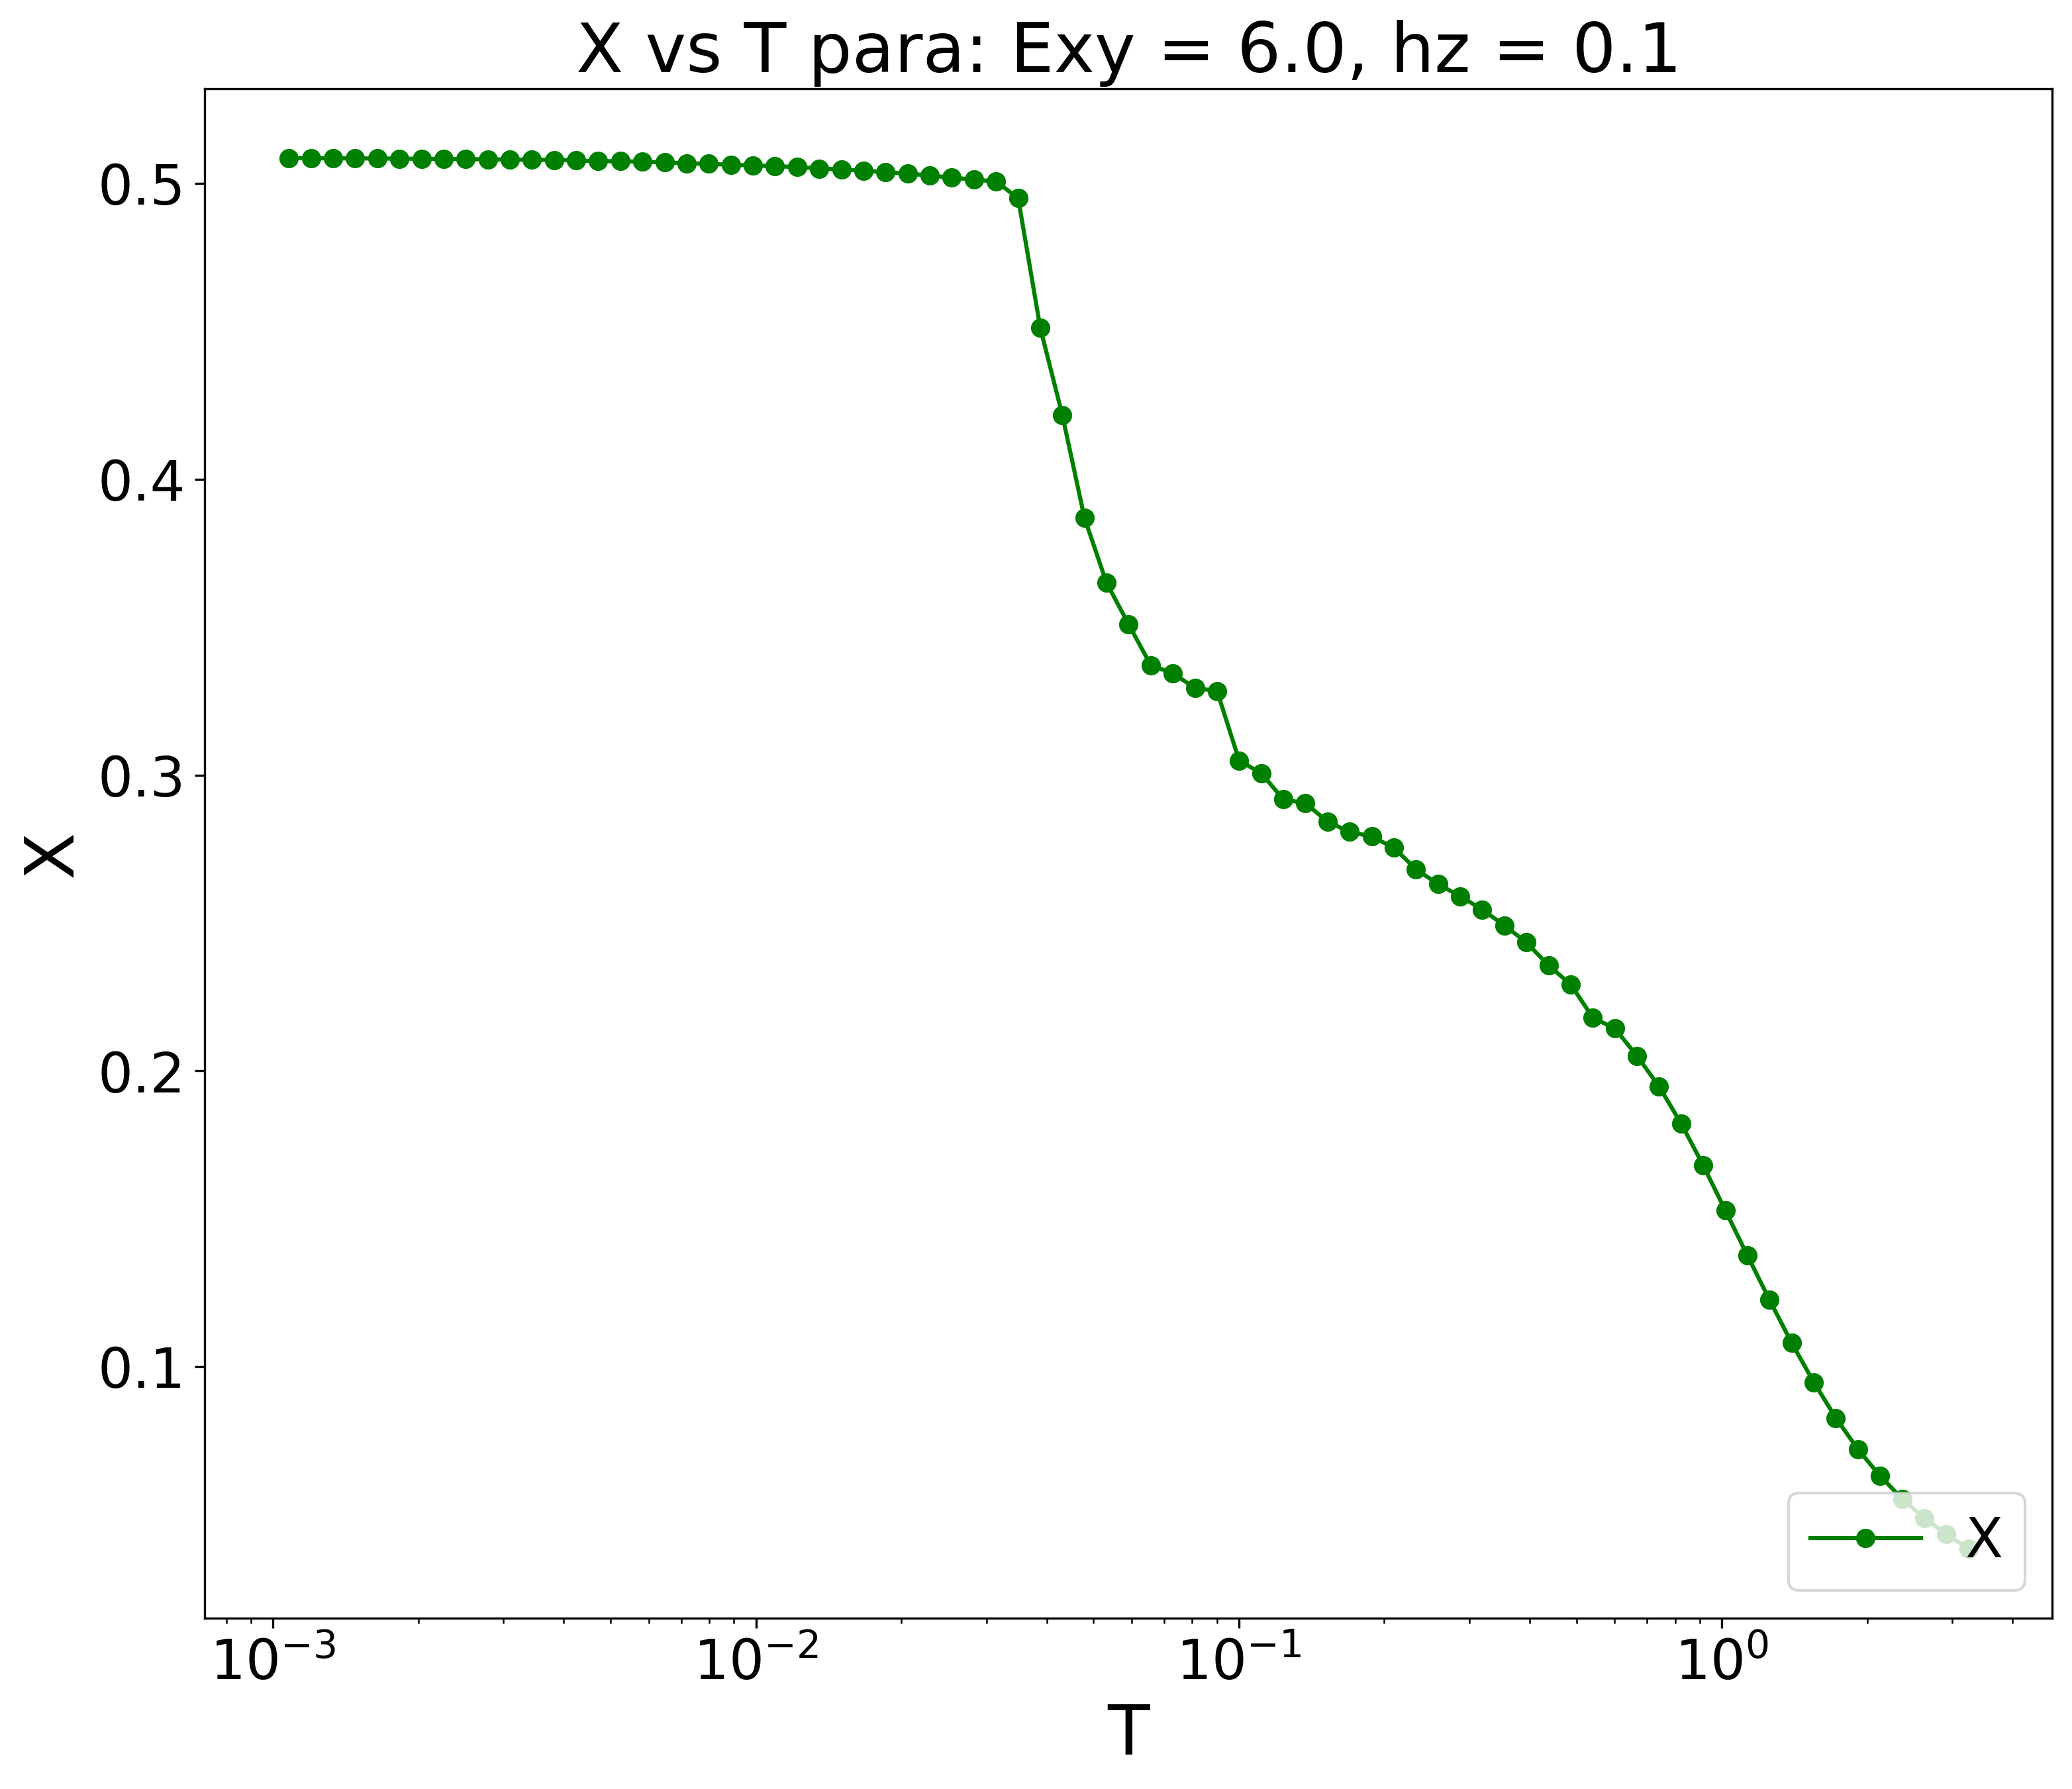 X vs T para: Exy = 6.0, hz = 0.1
X
0.5
0.4
0.3
0.2
0.1
10⁻³ 10⁻² 10⁻¹ 10⁰
T
X